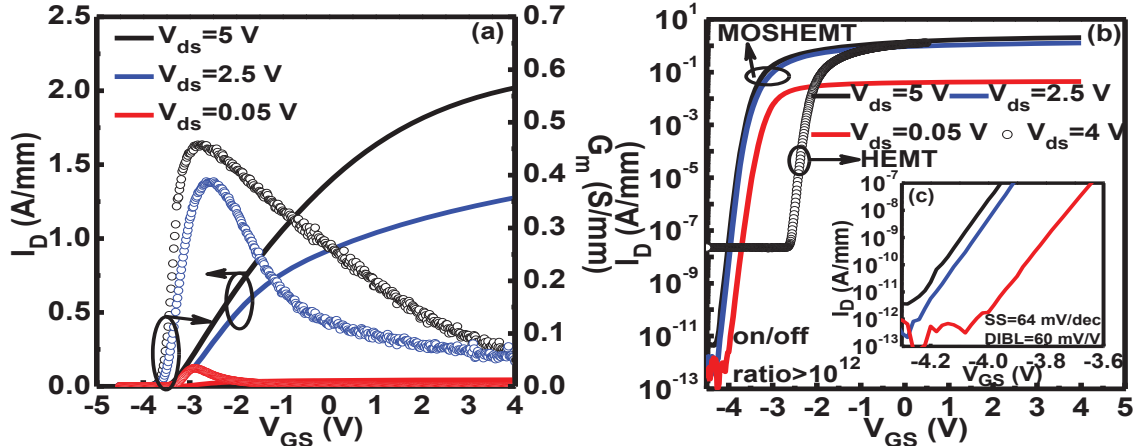 (a)
V_ds=5 V
V_ds=2.5 V
V_ds=0.05 V
2.5
2.0
1.5
1.0
0.5
0.0
I_D (A/mm)
0.7
0.6
0.5
0.4
0.3
0.2
0.1
0.0
G_m (S/mm)
-5 -4 -3 -2 -1 0 1 2 3 4
V_GS (V)
(b)
MOSHEMT
V_ds=5 V V_ds=2.5 V
V_ds=0.05 V V_ds=4 V
HEMT
10^1
10^-1
10^-3
10^-5
10^-7
10^-9
10^-11
10^-13
I_D (A/mm)
on/off
ratio>10^12
-4 -3 -2 -1 0 1 2 3 4 5
V_GS (V)
(c)
10^-7
10^-8
10^-9
10^-10
10^-11
10^-12
10^-13
I_D (A/mm)
SS=64 mV/dec
DIBL=60 mV/V
-4.2 -4.0 -3.8 -3.6
V_GS (V)